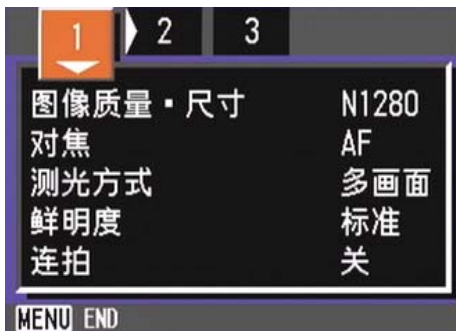 1 2 3
图像质量▪尺寸 N1280
对焦 AF
测光方式 多画面
鲜明度 标准
连拍 关
MENU END